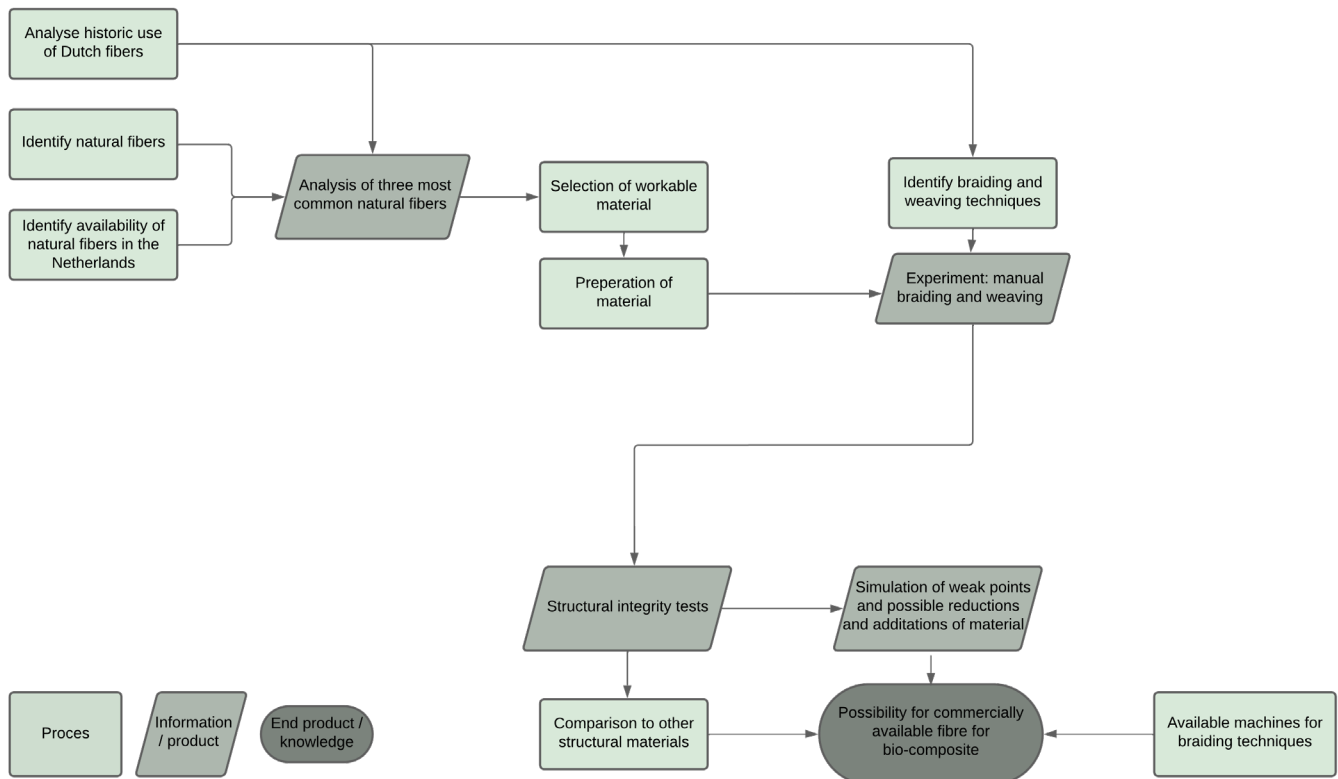 Analyse historic use
of Dutch fibers
Identify natural fibers
Identify availability of
natural fibers in the
Netherlands
Analysis of three most
common natural fibers
Selection of workable
material
Preperation of
material
Identify braiding and
weaving techniques
Experiment: manual
braiding and weaving
Structural integrity tests
Simulation of weak points
and possible reductions
and additations of material
Comparison to other
structural materials
Possibility for commercially
available fibre for
bio-composite
Available machines for
braiding techniques
Proces
Information
/ product
End product /
knowledge